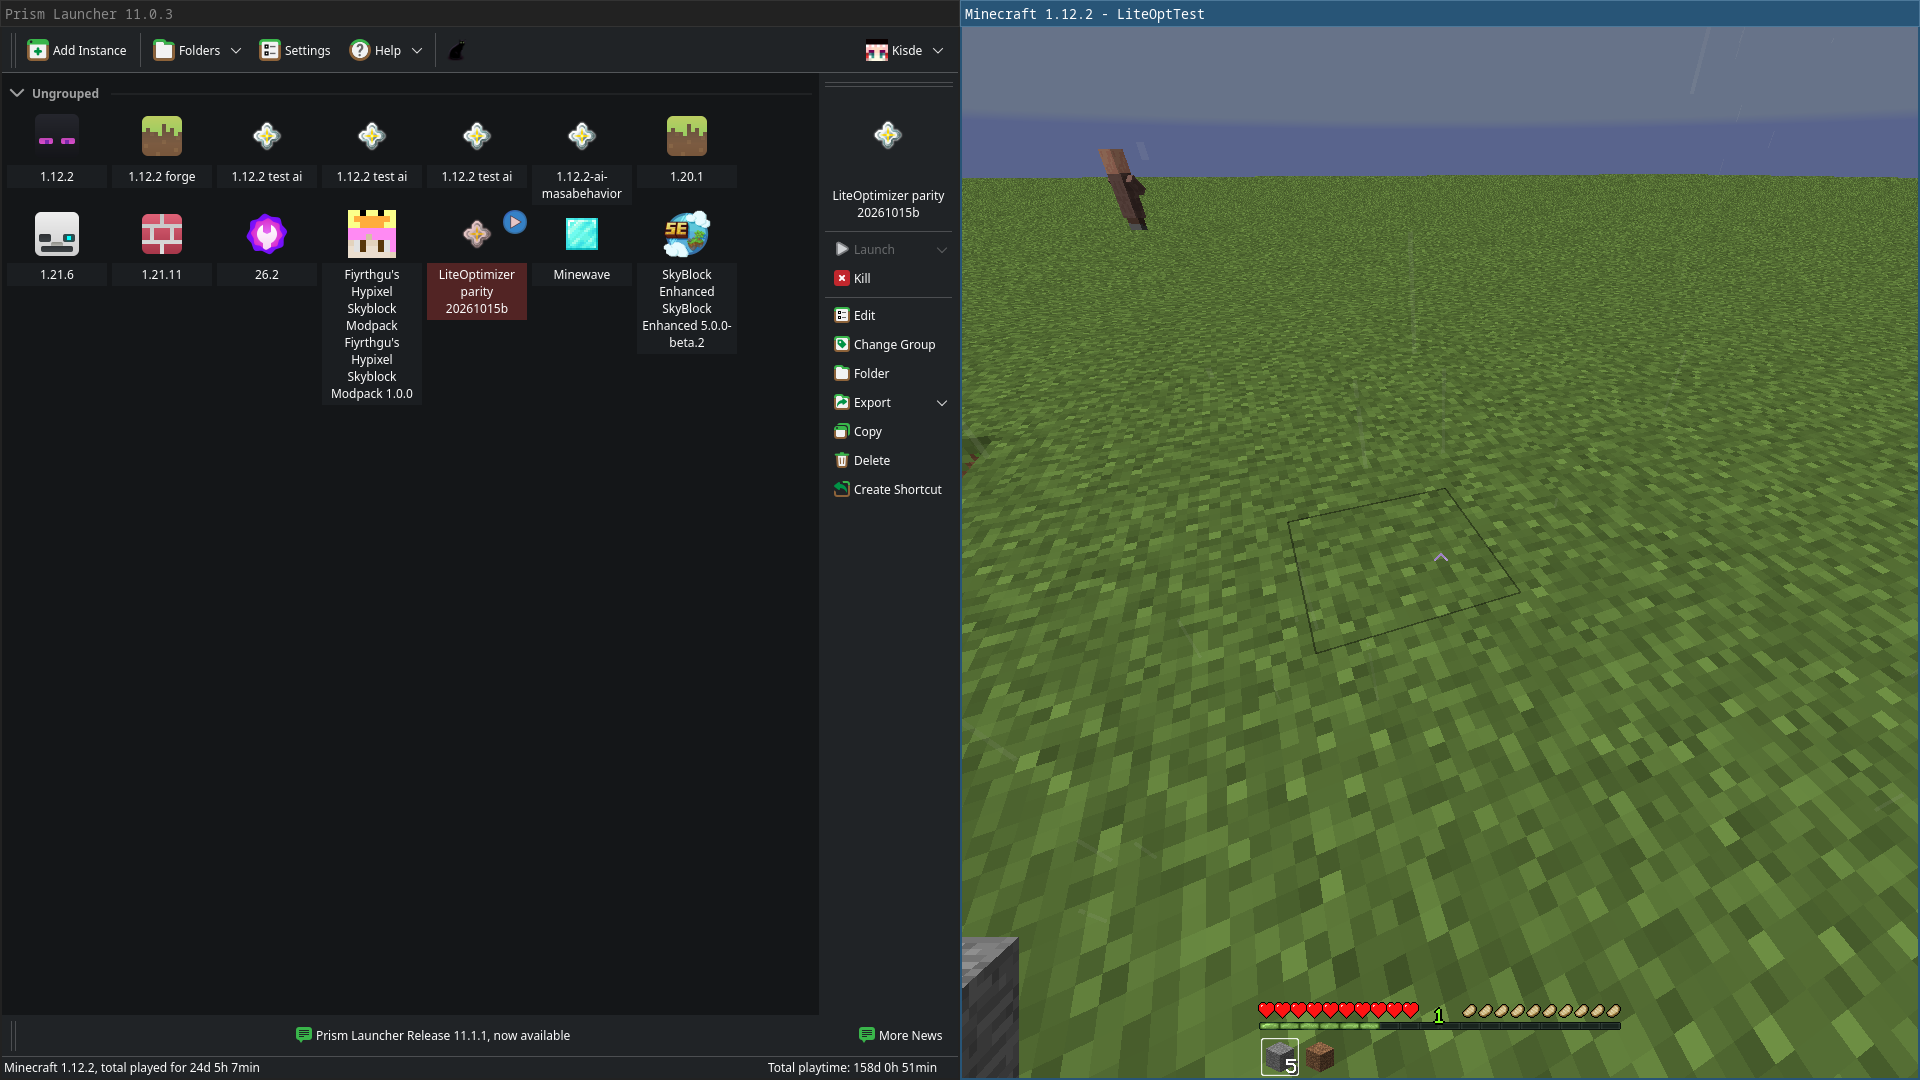 Prism Launcher 11.0.3
Minecraft 1.12.2 - LiteOptTest
Add Instance
Folders
Settings
Help
Kisde
Ungrouped
1.12.2
1.12.2 forge
1.12.2 test ai
1.12.2 test ai
1.12.2 test ai
1.12.2-ai-
masabehavior
1.20.1
1.21.6
1.21.11
26.2
Fiyrthgu's
Hypixel
Skyblock
Modpack
Fiyrthgu's
Hypixel
Skyblock
Modpack 1.0.0
LiteOptimizer
parity
20261015b
Minewave
SE
SkyBlock
Enhanced
SkyBlock
Enhanced 5.0.0-
beta.2
LiteOptimizer parity
20261015b
Launch
Kill
Edit
Change Group
Folder
Export
Copy
Delete
Create Shortcut
Prism Launcher Release 11.1.1, now available
More News
Minecraft 1.12.2, total played for 24d 5h 7min
Total playtime: 158d 0h 51min
1
5